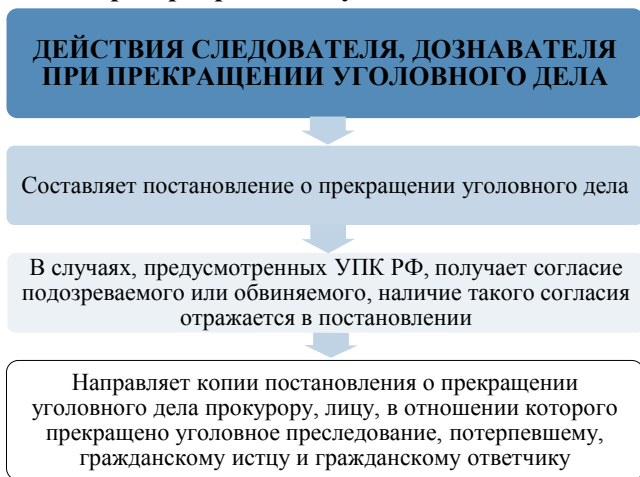 ДЕЙСТВИЯ СЛЕДОВАТЕЛЯ, ДОЗНАВАТЕЛЯ
ПРИ ПРЕКРАЩЕНИИ УГОЛОВНОГО ДЕЛА
Составляет постановление о прекращении уголовного дела
В случаях, предусмотренных УПК РФ, получает согласие
подозреваемого или обвиняемого, наличие такого согласия
отражается в постановлении
Направляет копии постановления о прекращении
уголовного дела прокурору, лицу, в отношении которого
прекращено уголовное преследование, потерпевшему,
гражданскому истцу и гражданскому ответчику